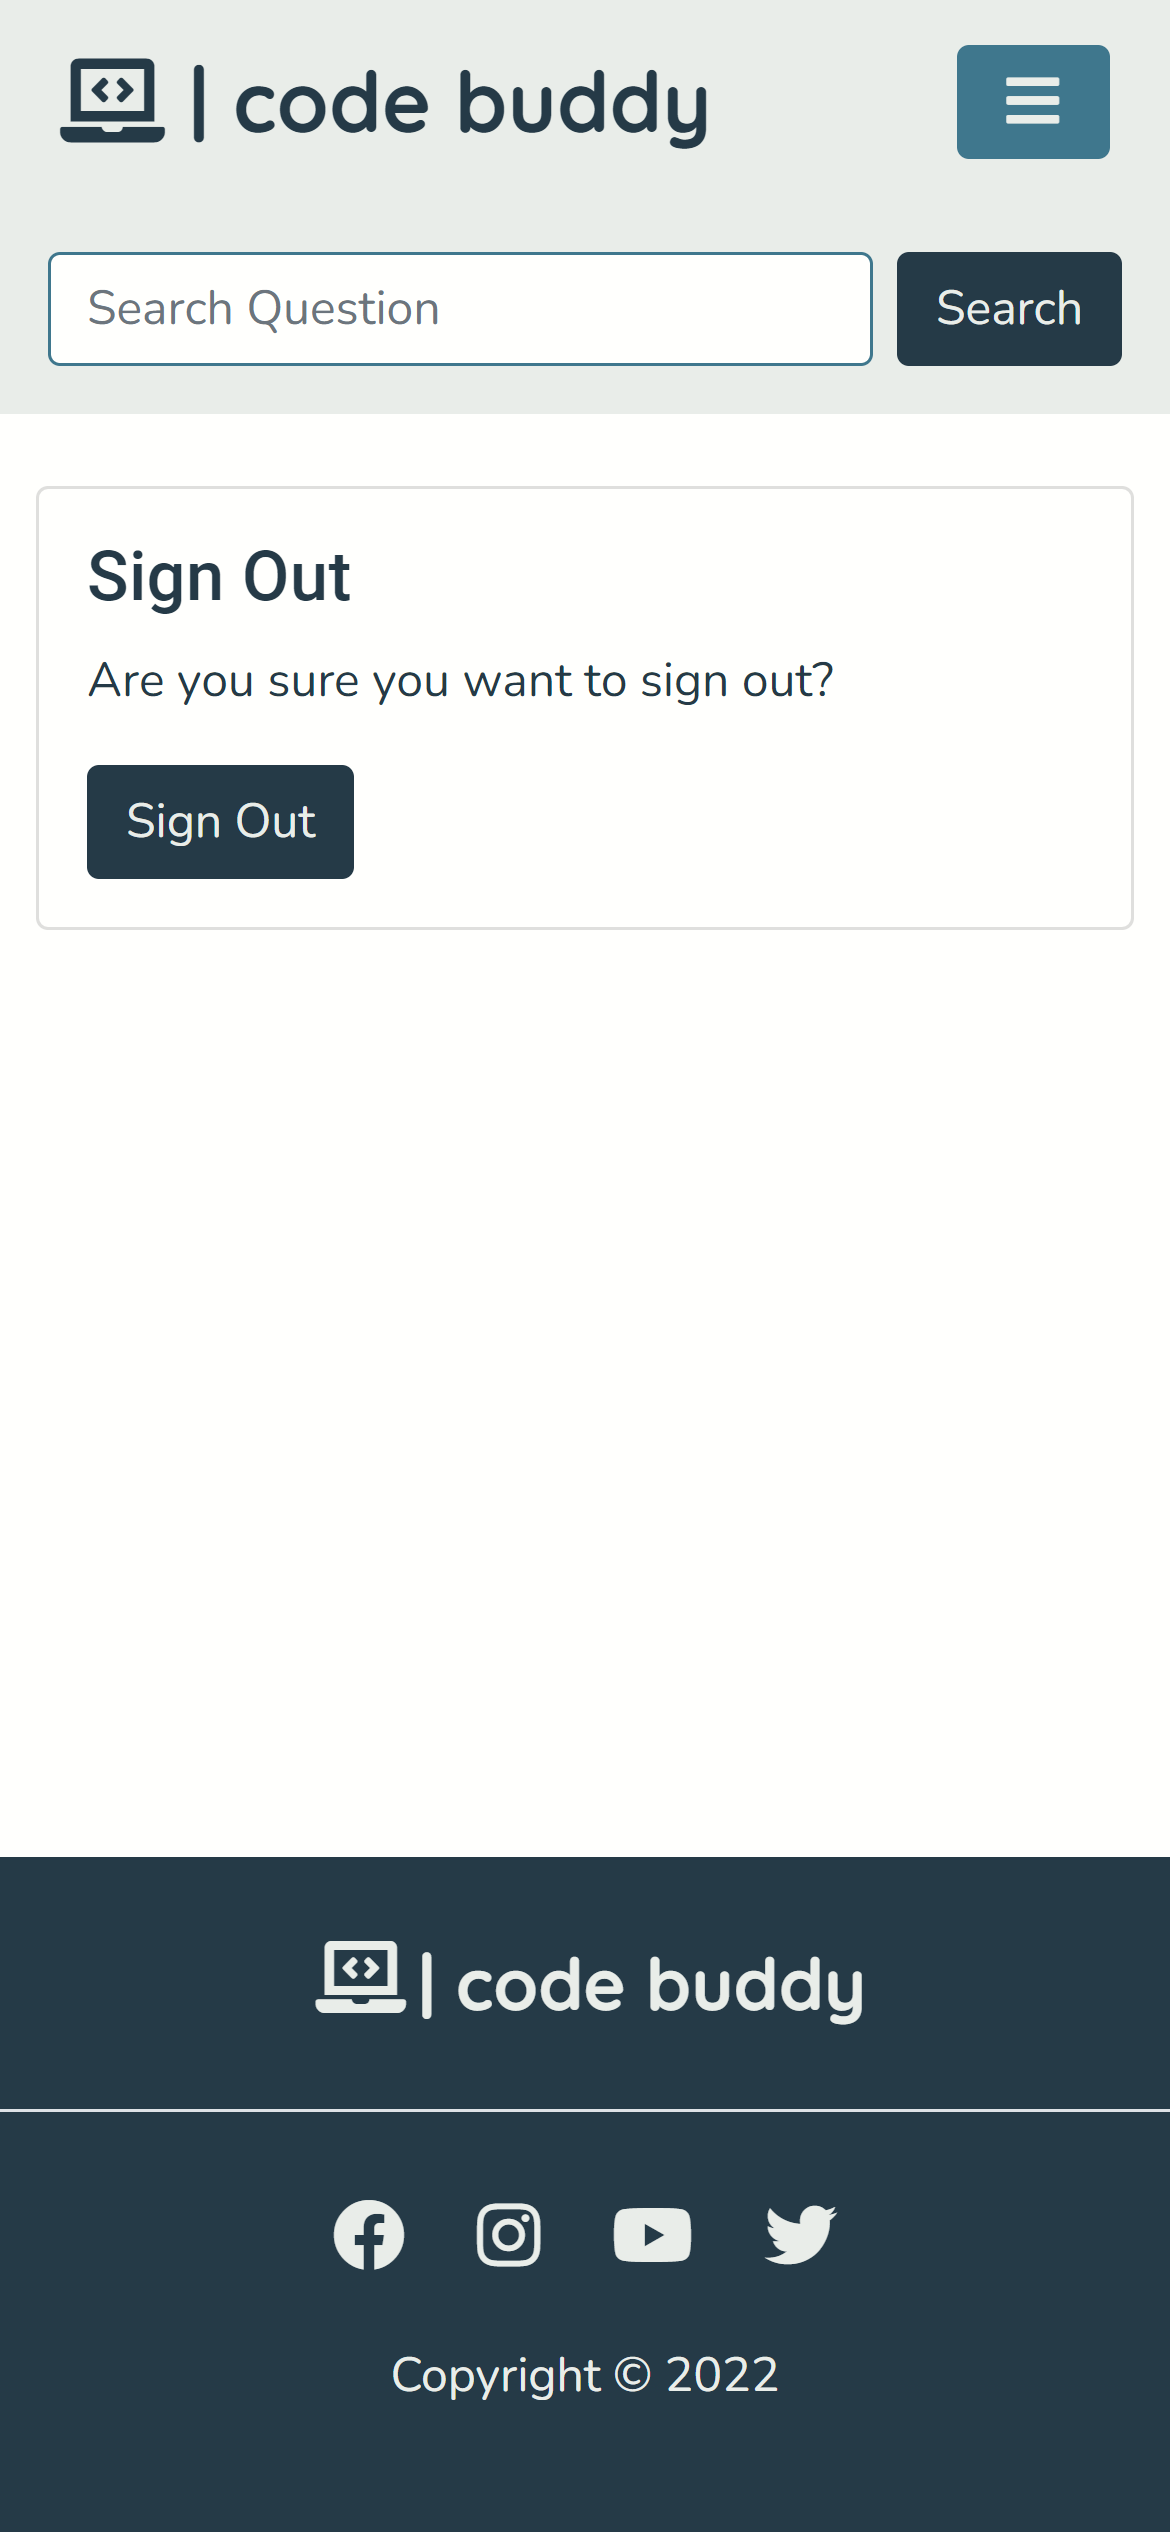 | code buddy
Search Question
Search
Sign Out
Are you sure you want to sign out?
Sign Out
| code buddy
Copyright © 2022